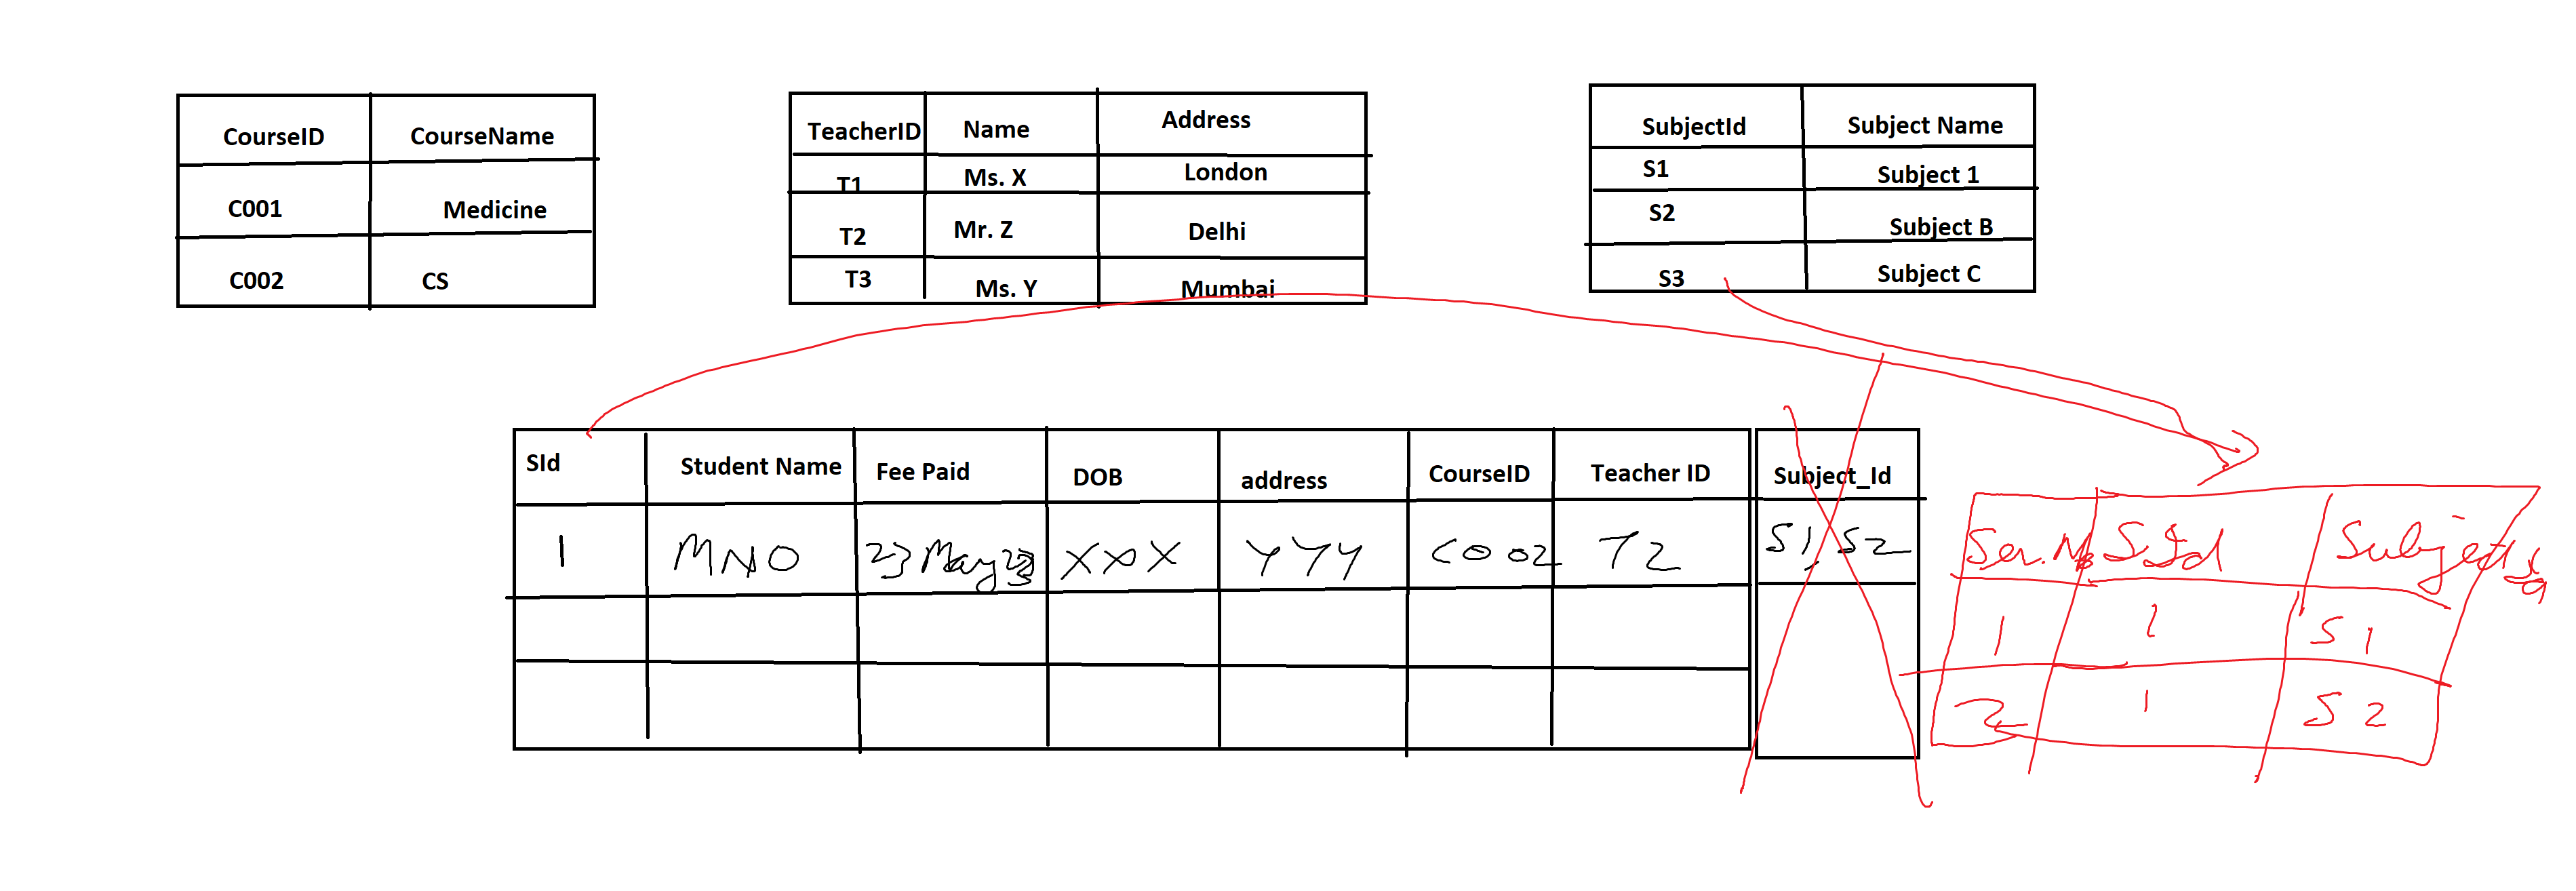 CourseID CourseName
C001 Medicine
C002 CS
TeacherID Name Address
T1 Ms. X London
T2 Mr. Z Delhi
T3 Ms. Y Mumbai
SubjectId Subject Name
S1 Subject 1
S2 Subject B
S3 Subject C
SId Student Name Fee Paid DOB address CourseID Teacher ID Subject_Id
1 MNO 23 May 23 XXX YYY C002 T2 S1, S2
Ser. No SId
1 1 S1
2 1 S2